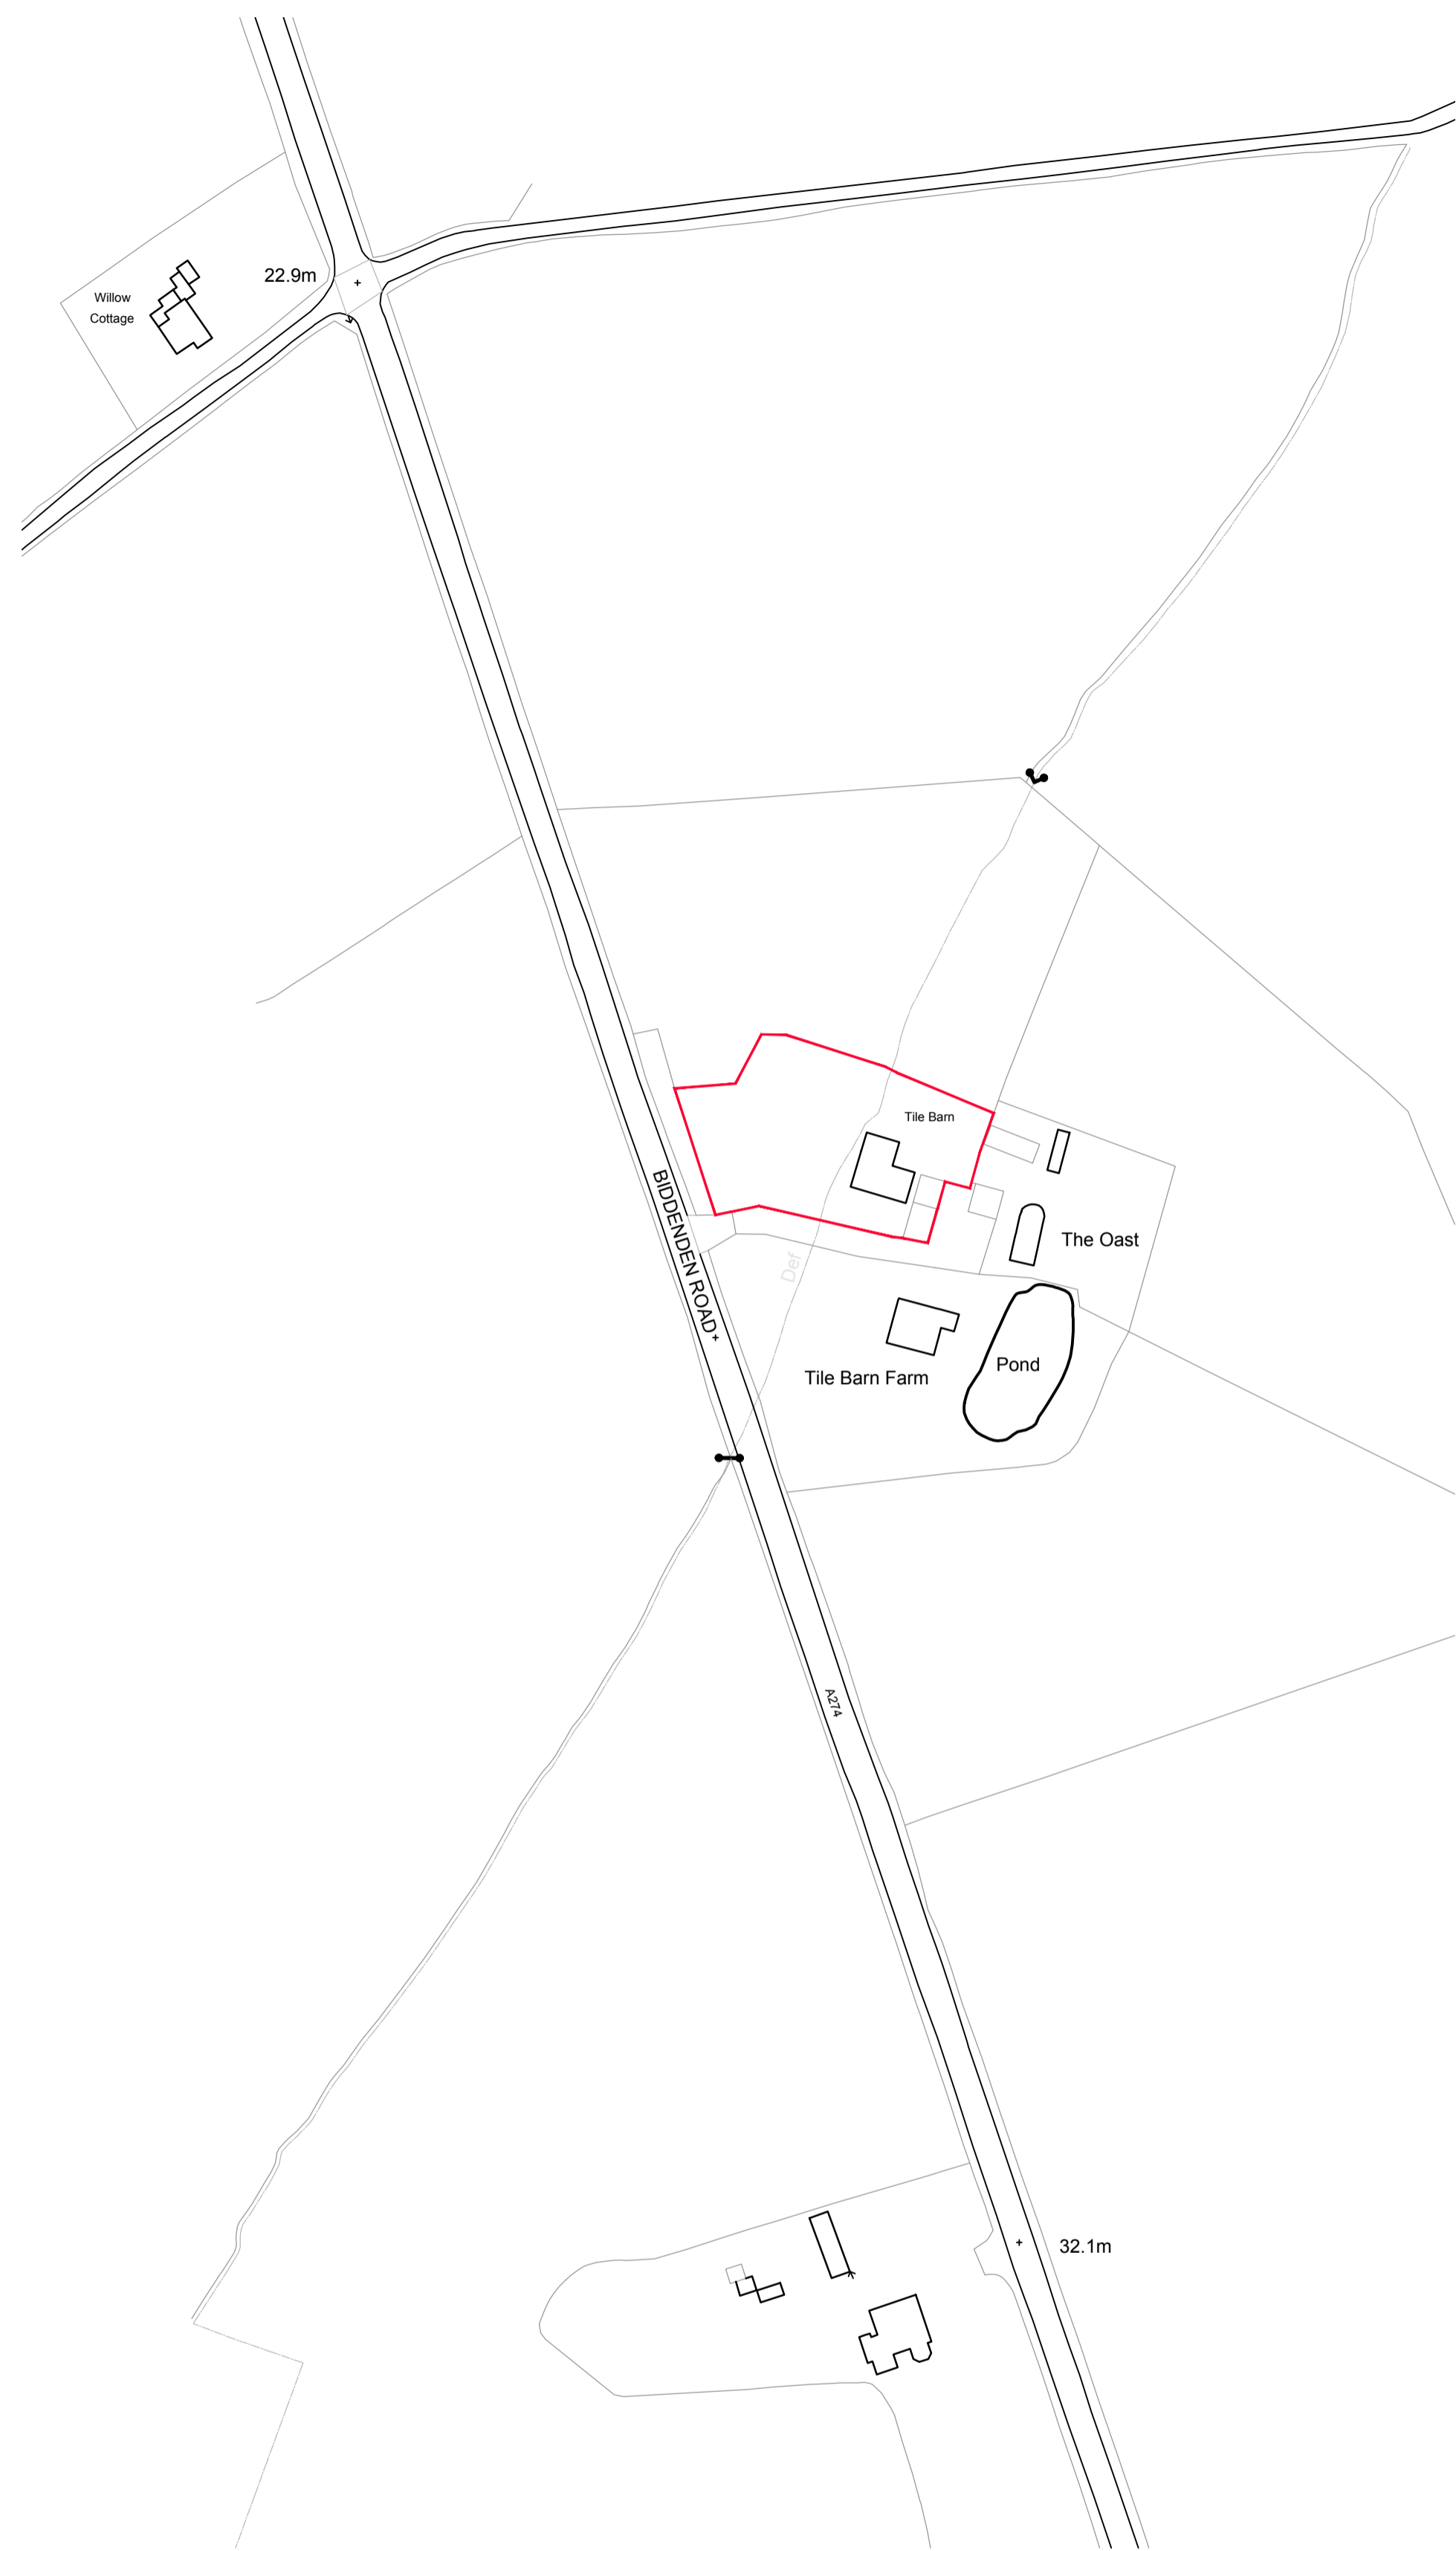 22.9m
Willow
Cottage
Tile Barn
BIDDENDEN ROAD
The Oast
Def
Pond
Tile Barn Farm
A274
32.1m